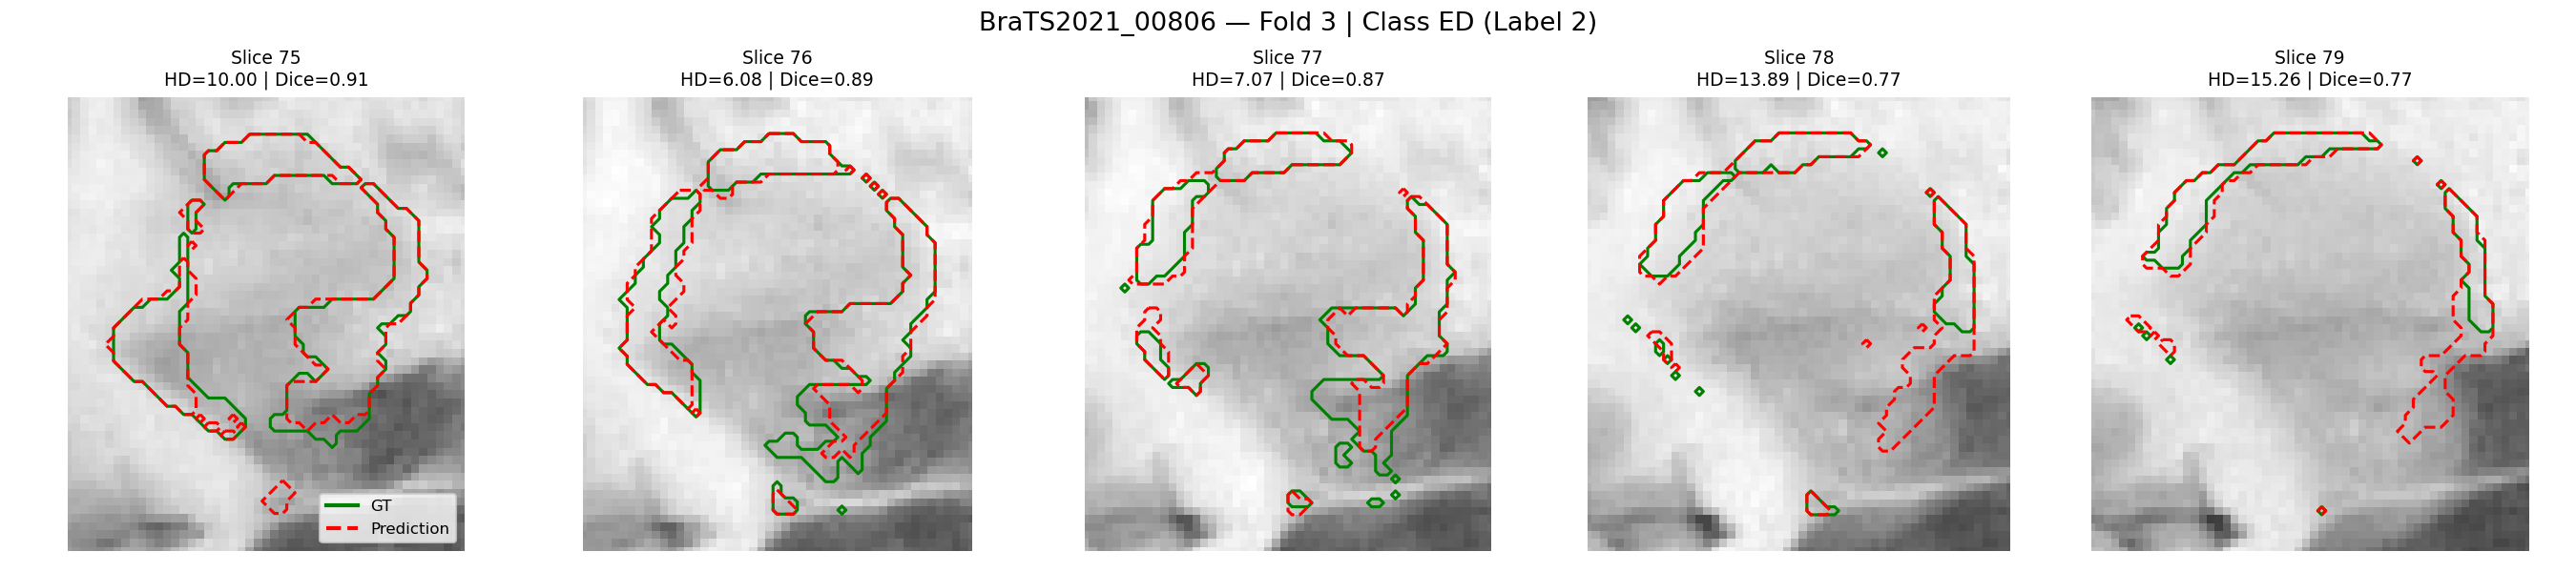 BraTS2021_00806 — Fold 3 | Class ED (Label 2)
Slice 75
HD=10.00 | Dice=0.91
Slice 76
HD=6.08 | Dice=0.89
Slice 77
HD=7.07 | Dice=0.87
Slice 78
HD=13.89 | Dice=0.77
Slice 79
HD=15.26 | Dice=0.77
GT
Prediction